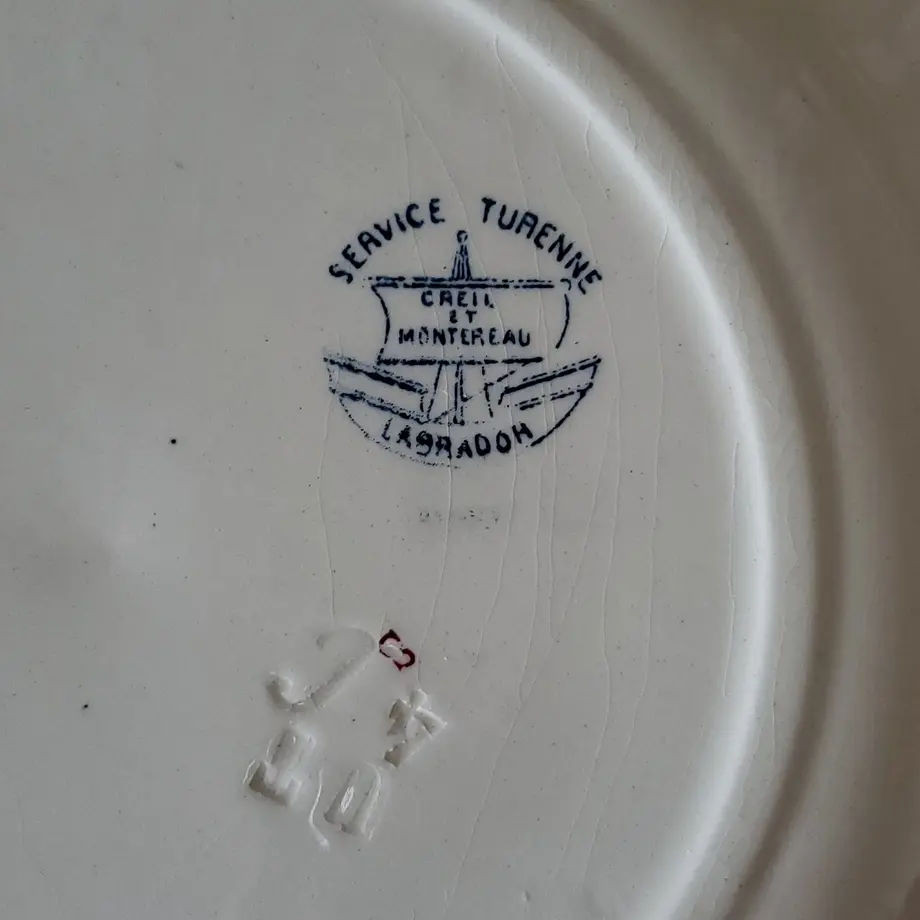 SERVICE TURENNE
CREIL
ET
MONTEREAU
LABRADOR
S